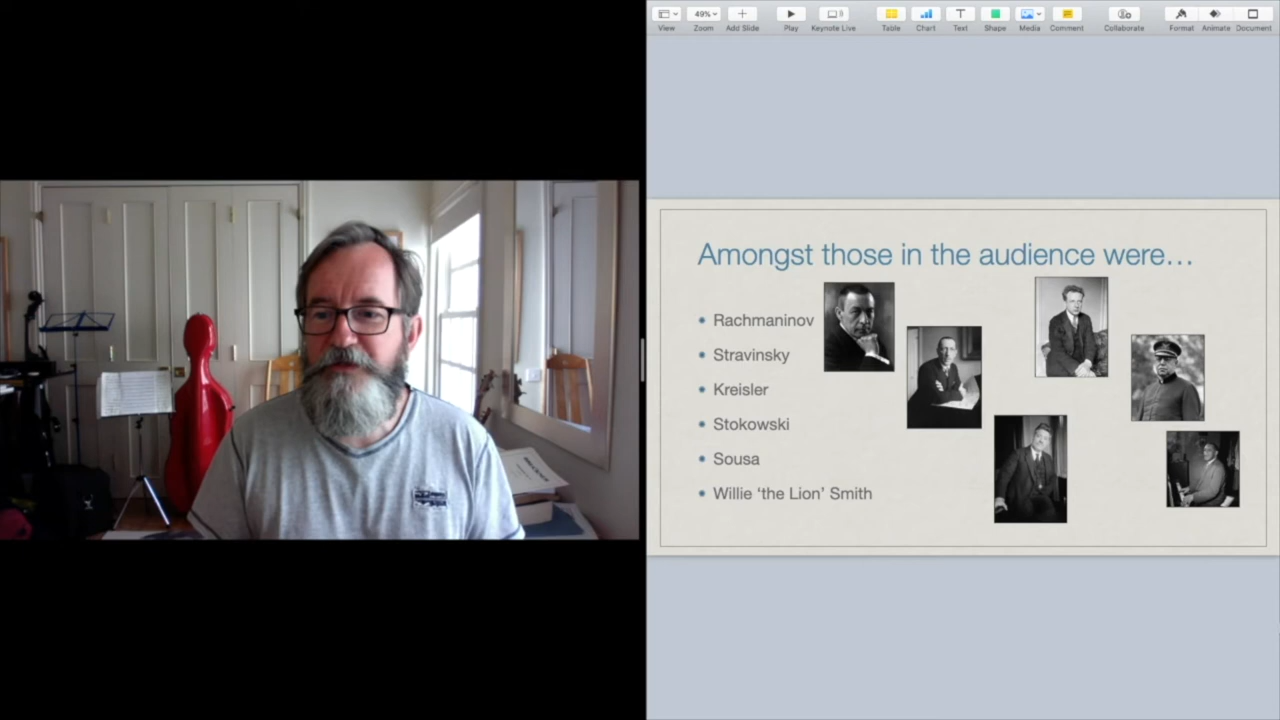 49%
View
Zoom
Add Slide
Play
Keynote Live
Table
Chart
Text
Shape
Media
Comment
Collaborate
Format
Animate
Document
Amongst those in the audience were…
• Rachmaninov
• Stravinsky
• Kreisler
• Stokowski
• Sousa
• Willie ‘the Lion’ Smith